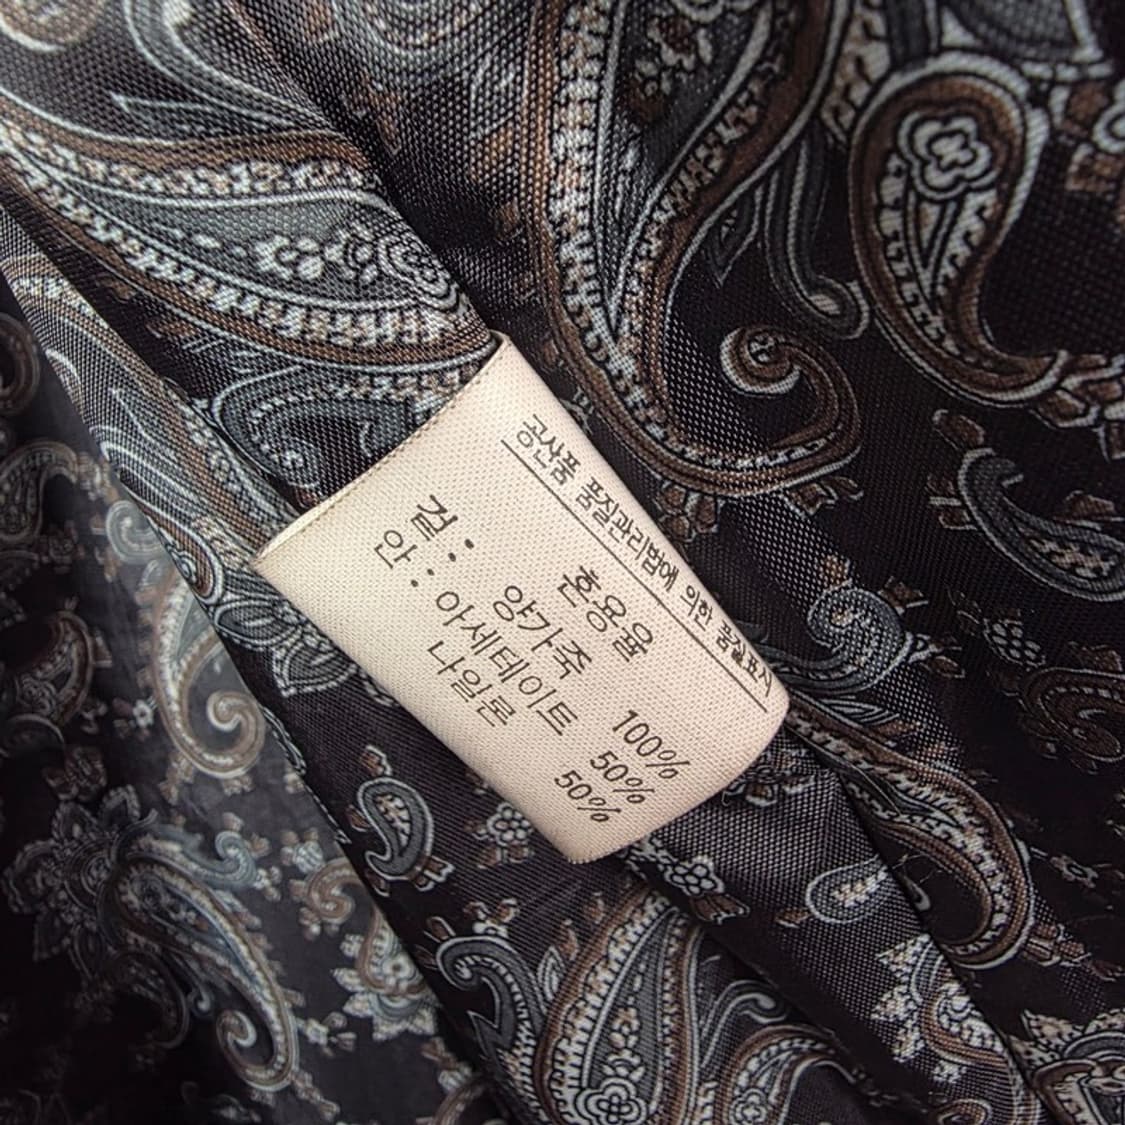 공산품 품질관리법에 의한 품질표시
혼용율
겉: 양가죽 100%
안: 아세테이트 50%
나일론 50%